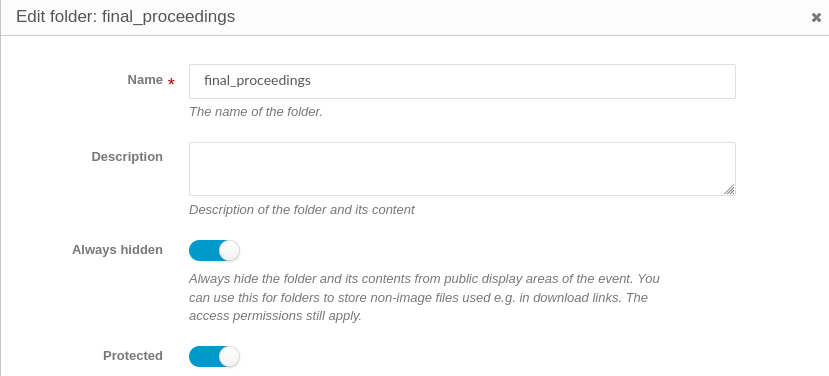 Edit folder: final_proceedings ✖
Name * final_proceedings
The name of the folder.
Description
Description of the folder and its content
Always hidden
Always hide the folder and its contents from public display areas of the event. You
can use this for folders to store non-image files used e.g. in download links. The
access permissions still apply.
Protected